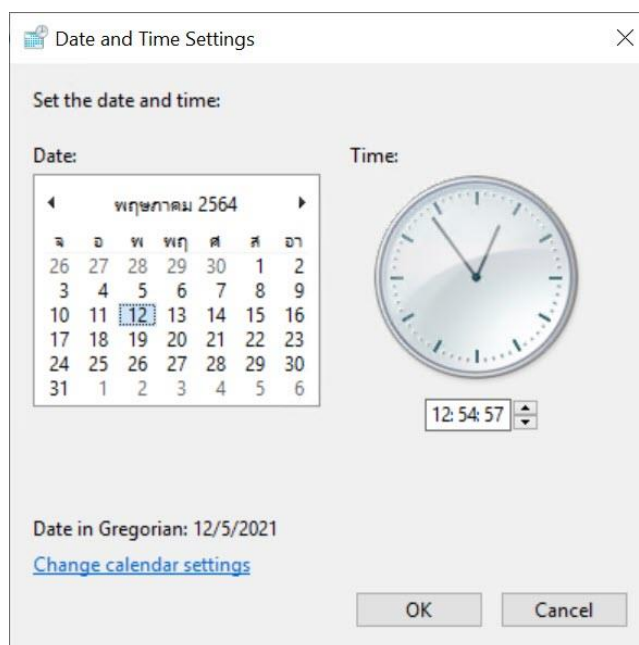 Date and Time Settings
Set the date and time:
Date:
Time:
พฤษภาคม 2564
จ อ พ พฤ ศ ส อา
26 27 28 29 30 1 2
3 4 5 6 7 8 9
10 11 12 13 14 15 16
17 18 19 20 21 22 23
24 25 26 27 28 29 30
31 1 2 3 4 5 6
12:54:57
Date in Gregorian: 12/5/2021
Change calendar settings
OK
Cancel